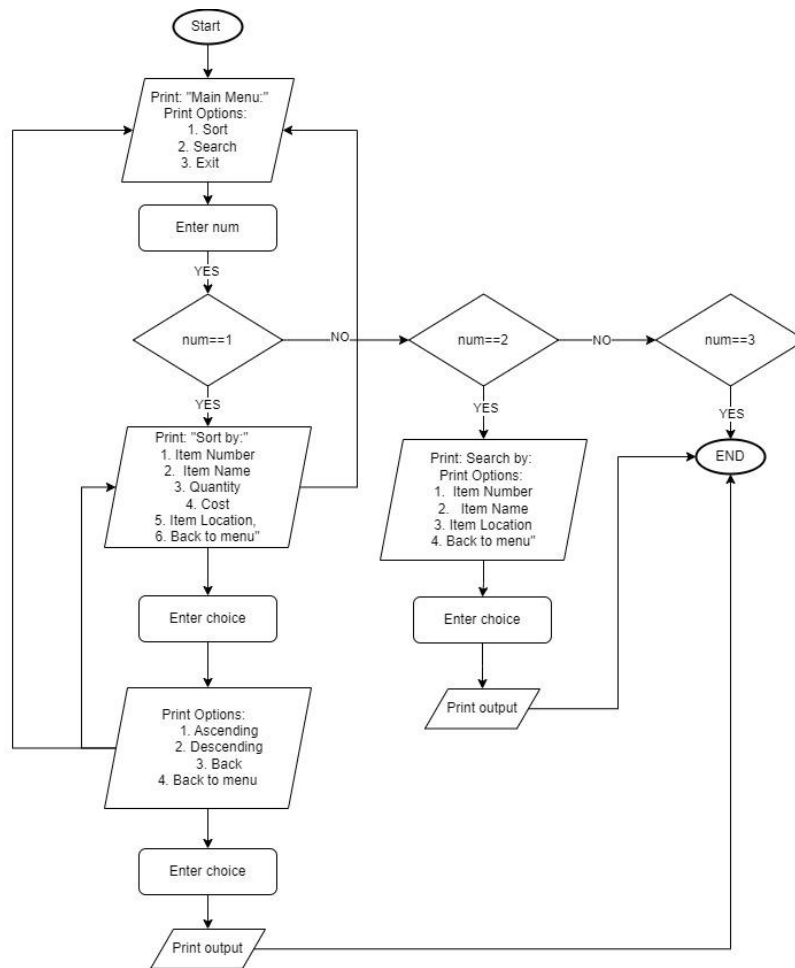 Start
Print: "Main Menu:"
Print Options:
1. Sort
2. Search
3. Exit
Enter num
YES
num==1
NO
num==2
NO
num==3
YES
YES
YES
Print: "Sort by:"
1. Item Number
2. Item Name
3. Quantity
4. Cost
5. Item Location,
6. Back to menu"
Print: Search by:
Print Options:
1. Item Number
2. Item Name
3. Item Location
4. Back to menu"
END
Enter choice
Enter choice
Print Options:
1. Ascending
2. Descending
3. Back
4. Back to menu
Print output
Enter choice
Print output